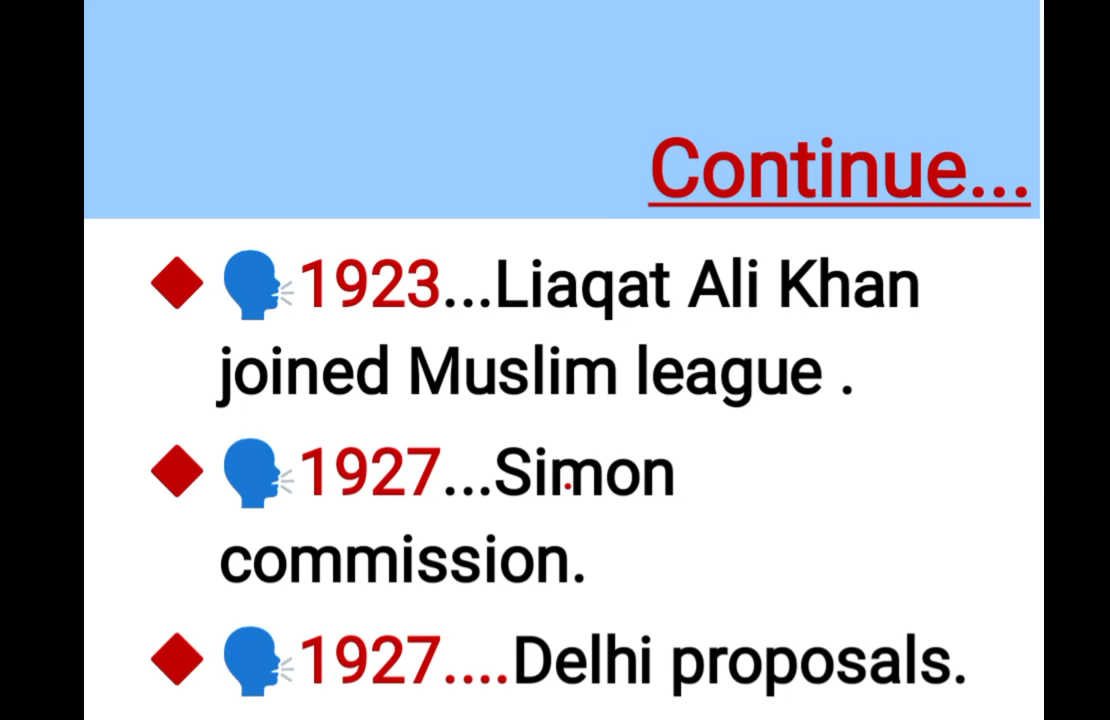 Continue...
1923...Liaqat Ali Khan
joined Muslim league .
1927...Simon
commission.
1927....Delhi proposals.